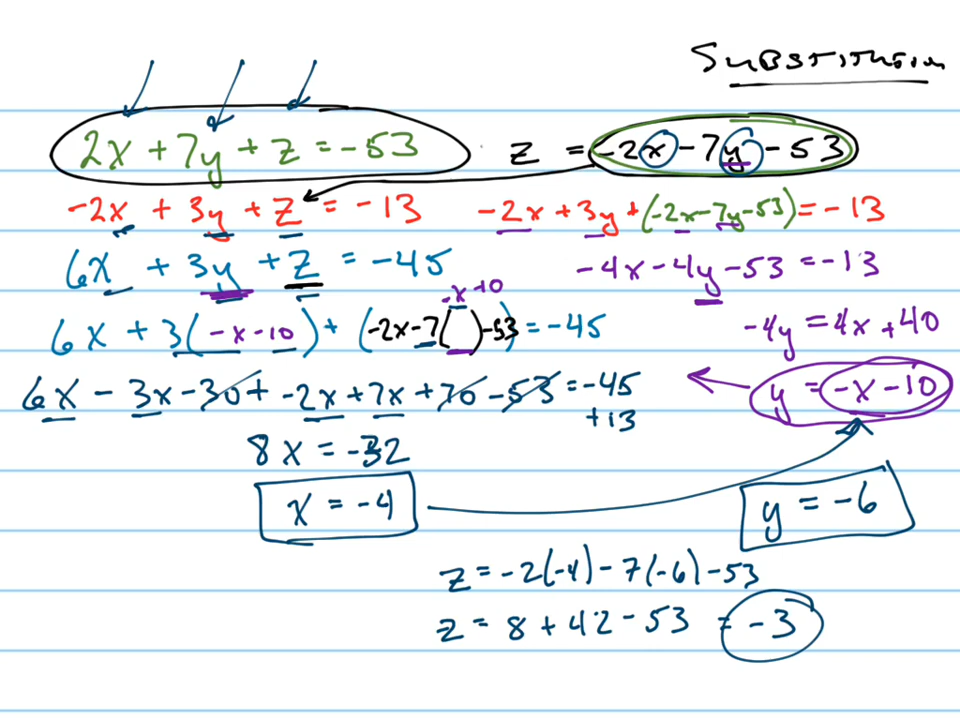 SUBSTITUTION
2x + 7y + z = -53 z = -2x - 7y - 53
-2x + 3y + z = -13 -2x + 3y + (-2x - 7y - 53) = -13
6x + 3y + z = -45 -4x - 4y - 53 = -13
-x -10
6x + 3(-x - 10) + (-2x - 7( ) - 53) = -45 -4y = 4x + 40
6x - 3x - 30 + -2x + 7x + 70 - 53 = -45 y = -x - 10
+13
8x = -32
x = -4 y = -6
z = -2(-4) - 7(-6) - 53
z = 8 + 42 - 53 = -3